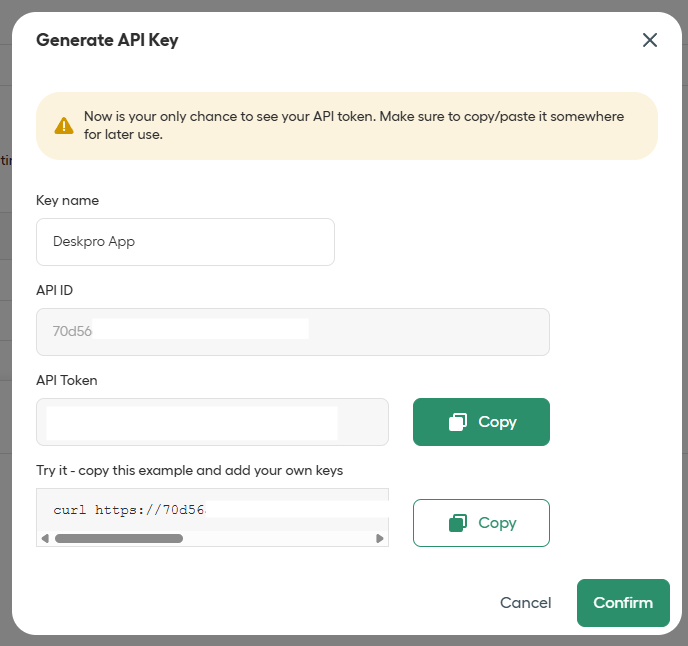 Generate API Key
Now is your only chance to see your API token. Make sure to copy/paste it somewhere
for later use.
Key name
Deskpro App
API ID
70d56
API Token
Copy
Try it - copy this example and add your own keys
curl https://70d56
Copy
Cancel
Confirm